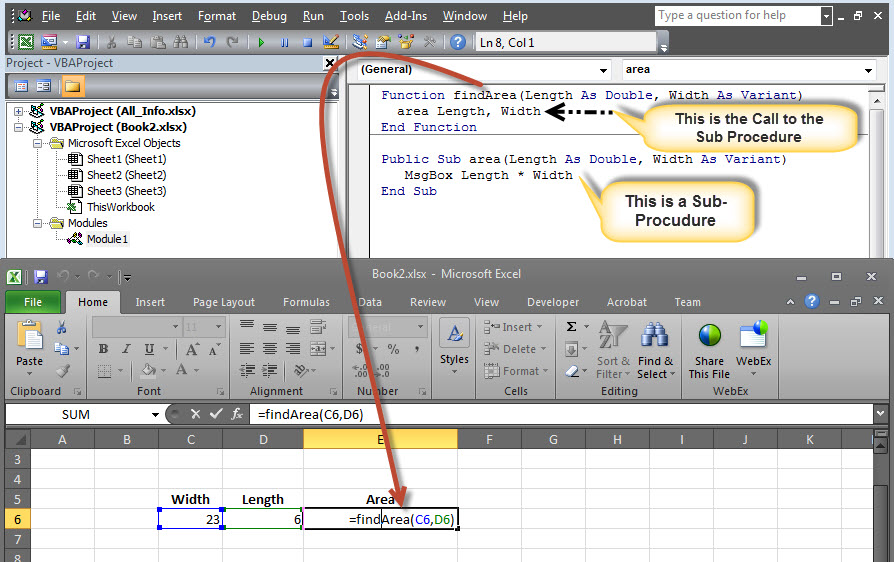 File Edit View Insert Format Debug Run Tools Add-Ins Window Help
Type a question for help
Ln 8, Col 1
Project - VBAProject
VBAProject (All_Info.xlsx)
VBAProject (Book2.xlsx)
Microsoft Excel Objects
Sheet1 (Sheet1)
Sheet2 (Sheet2)
Sheet3 (Sheet3)
ThisWorkbook
Modules
Module1
(General) area
Function findArea(Length As Double, Width As Variant)
area Length, Width
End Function
Public Sub area(Length As Double, Width As Variant)
MsgBox Length * Width
End Sub
This is the Call to the
Sub Procedure
This is a Sub-
Procudure
Book2.xlsx - Microsoft Excel
File Home Insert Page Layout Formulas Data Review View Developer Acrobat Team
Paste
Clipboard
11
B I U A A
A
Font
Alignment
General
$ % ,
Number
A
Styles
Insert
Delete
Format
Cells
Σ
Sort &
Filter
Find &
Select
Editing
Share
This File
WebEx
WebEx
SUM fx =findArea(C6,D6)
A B C D E F G H I J K
3
4
5 Width Length Area
6 23 6 =findArea(C6,D6)
7
8